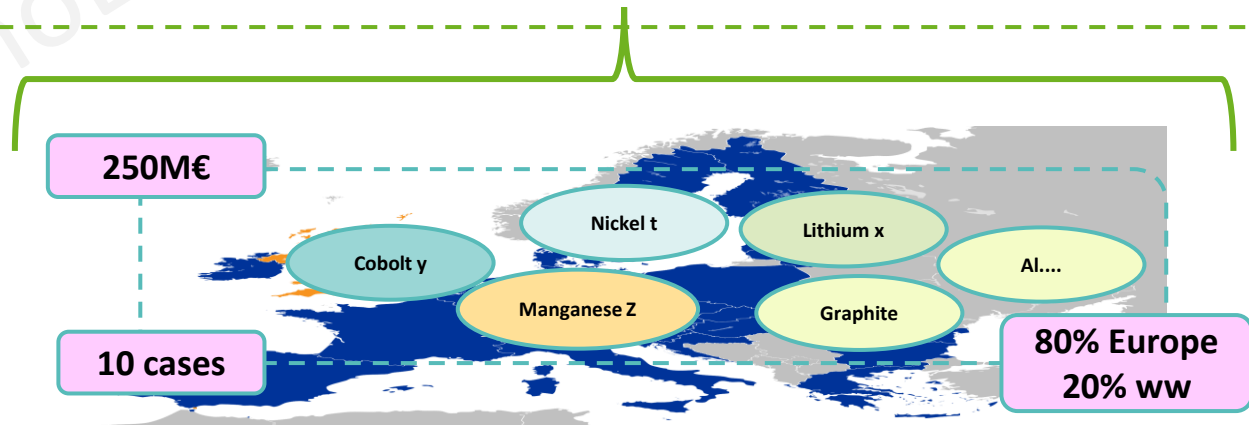 250M€
Nickel t
Lithium x
Cobolt y
Al....
Manganese Z
Graphite
10 cases
80% Europe
20% ww